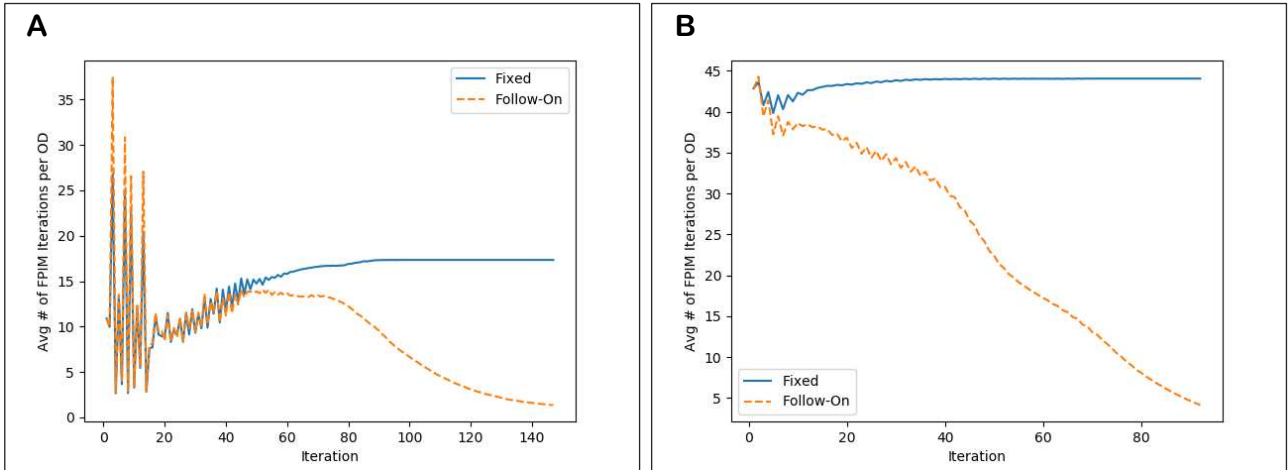 A
Fixed
Follow-On
Avg # of FPIM Iterations per OD
35
30
25
20
15
10
5
0
0 20 40 60 80 100 120 140
Iteration
B
Avg # of FPIM Iterations per OD
45
40
35
30
25
20
15
10
5
Fixed
Follow-On
0 20 40 60 80
Iteration